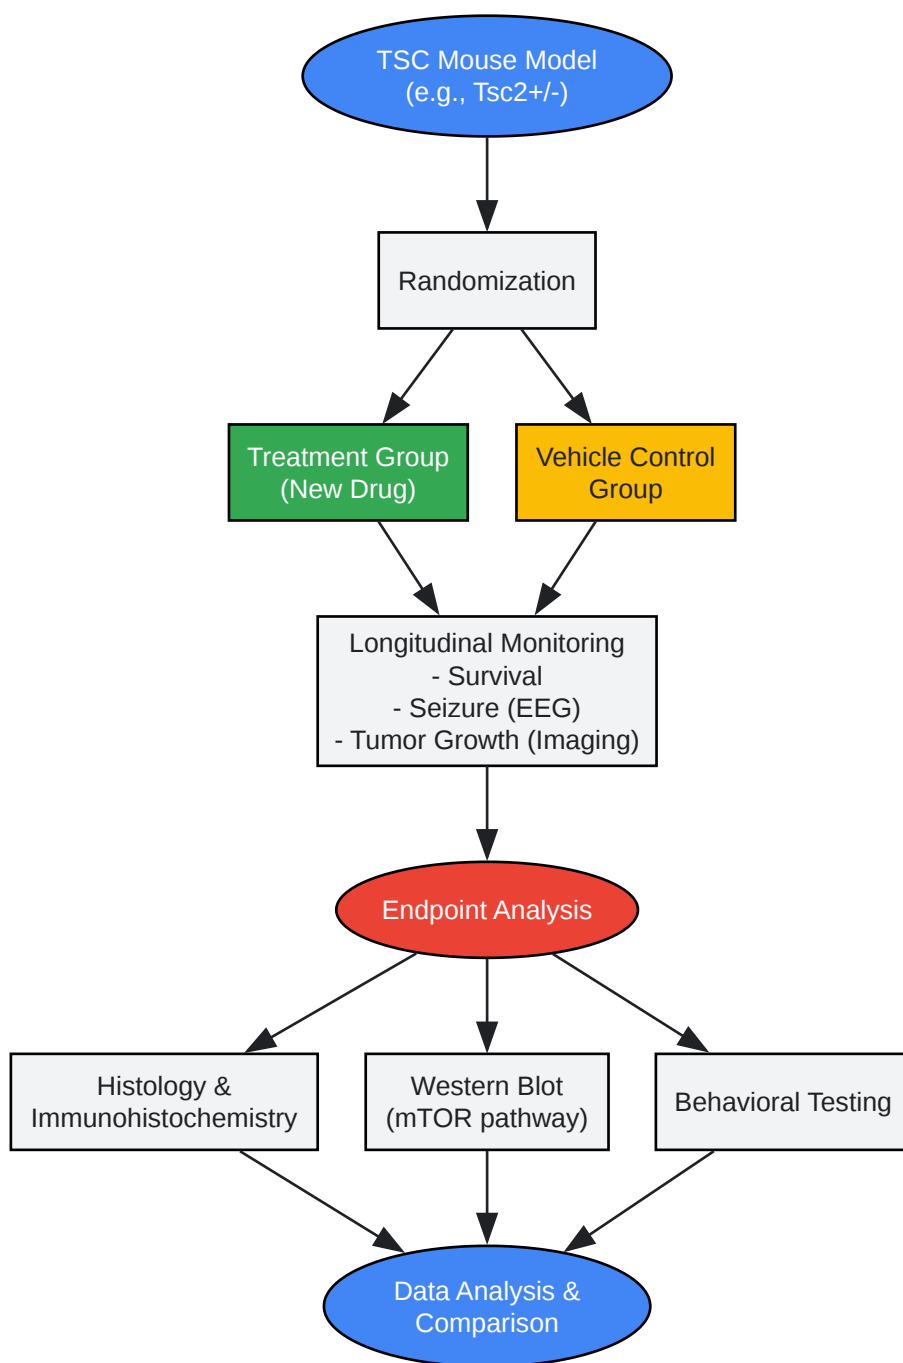 TSC Mouse Model
(e.g., Tsc2+/-)
Randomization
Treatment Group
(New Drug)
Vehicle Control
Group
Longitudinal Monitoring
- Survival
- Seizure (EEG)
- Tumor Growth (Imaging)
Endpoint Analysis
Histology &
Immunohistochemistry
Western Blot
(mTOR pathway)
Behavioral Testing
Data Analysis &
Comparison